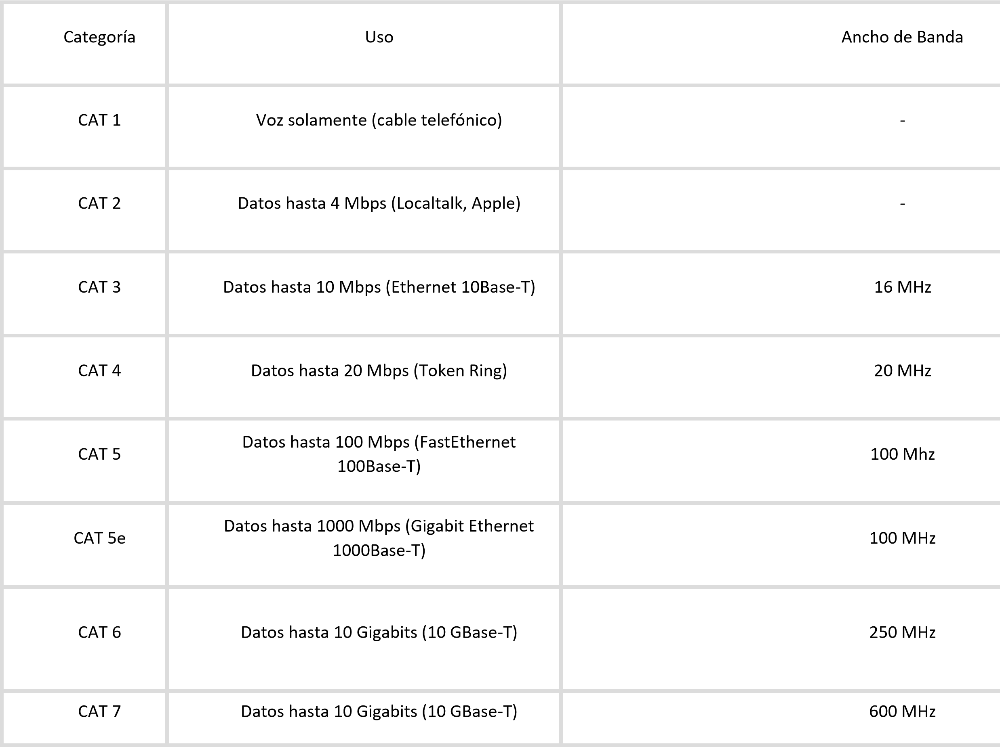 Categoría Uso Ancho de Banda
CAT 1 Voz solamente (cable telefónico) -
CAT 2 Datos hasta 4 Mbps (Localtalk, Apple) -
CAT 3 Datos hasta 10 Mbps (Ethernet 10Base-T) 16 MHz
CAT 4 Datos hasta 20 Mbps (Token Ring) 20 MHz
CAT 5 Datos hasta 100 Mbps (FastEthernet
100Base-T) 100 Mhz
CAT 5e Datos hasta 1000 Mbps (Gigabit Ethernet
1000Base-T) 100 MHz
CAT 6 Datos hasta 10 Gigabits (10 GBase-T) 250 MHz
CAT 7 Datos hasta 10 Gigabits (10 GBase-T) 600 MHz